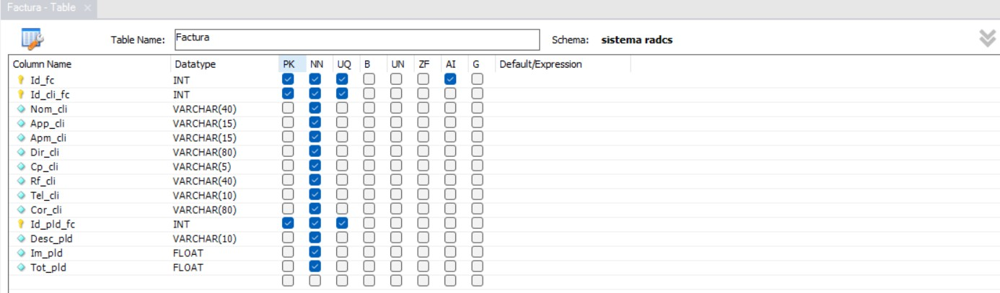 Factura - Table ×
Table Name: Factura Schema: sistema radcs
Column Name Datatype PK NN UQ B UN ZF AI G Default/Expression
Id_fc INT
Id_cli_fc INT
Nom_cli VARCHAR(40)
App_cli VARCHAR(15)
Apm_cli VARCHAR(15)
Dir_cli VARCHAR(80)
Cp_cli VARCHAR(5)
Rf_cli VARCHAR(40)
Tel_cli VARCHAR(10)
Cor_cli VARCHAR(80)
Id_pld_fc INT
Desc_pld VARCHAR(10)
Im_pld FLOAT
Tot_pld FLOAT